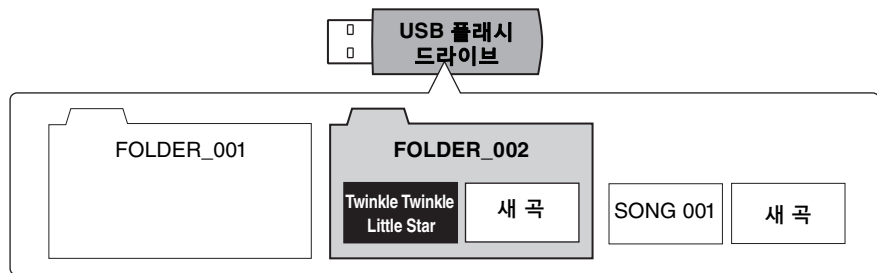 USB 플래시
드라이브
FOLDER_001
FOLDER_002
Twinkle Twinkle
Little Star
새 곡
SONG 001
새 곡